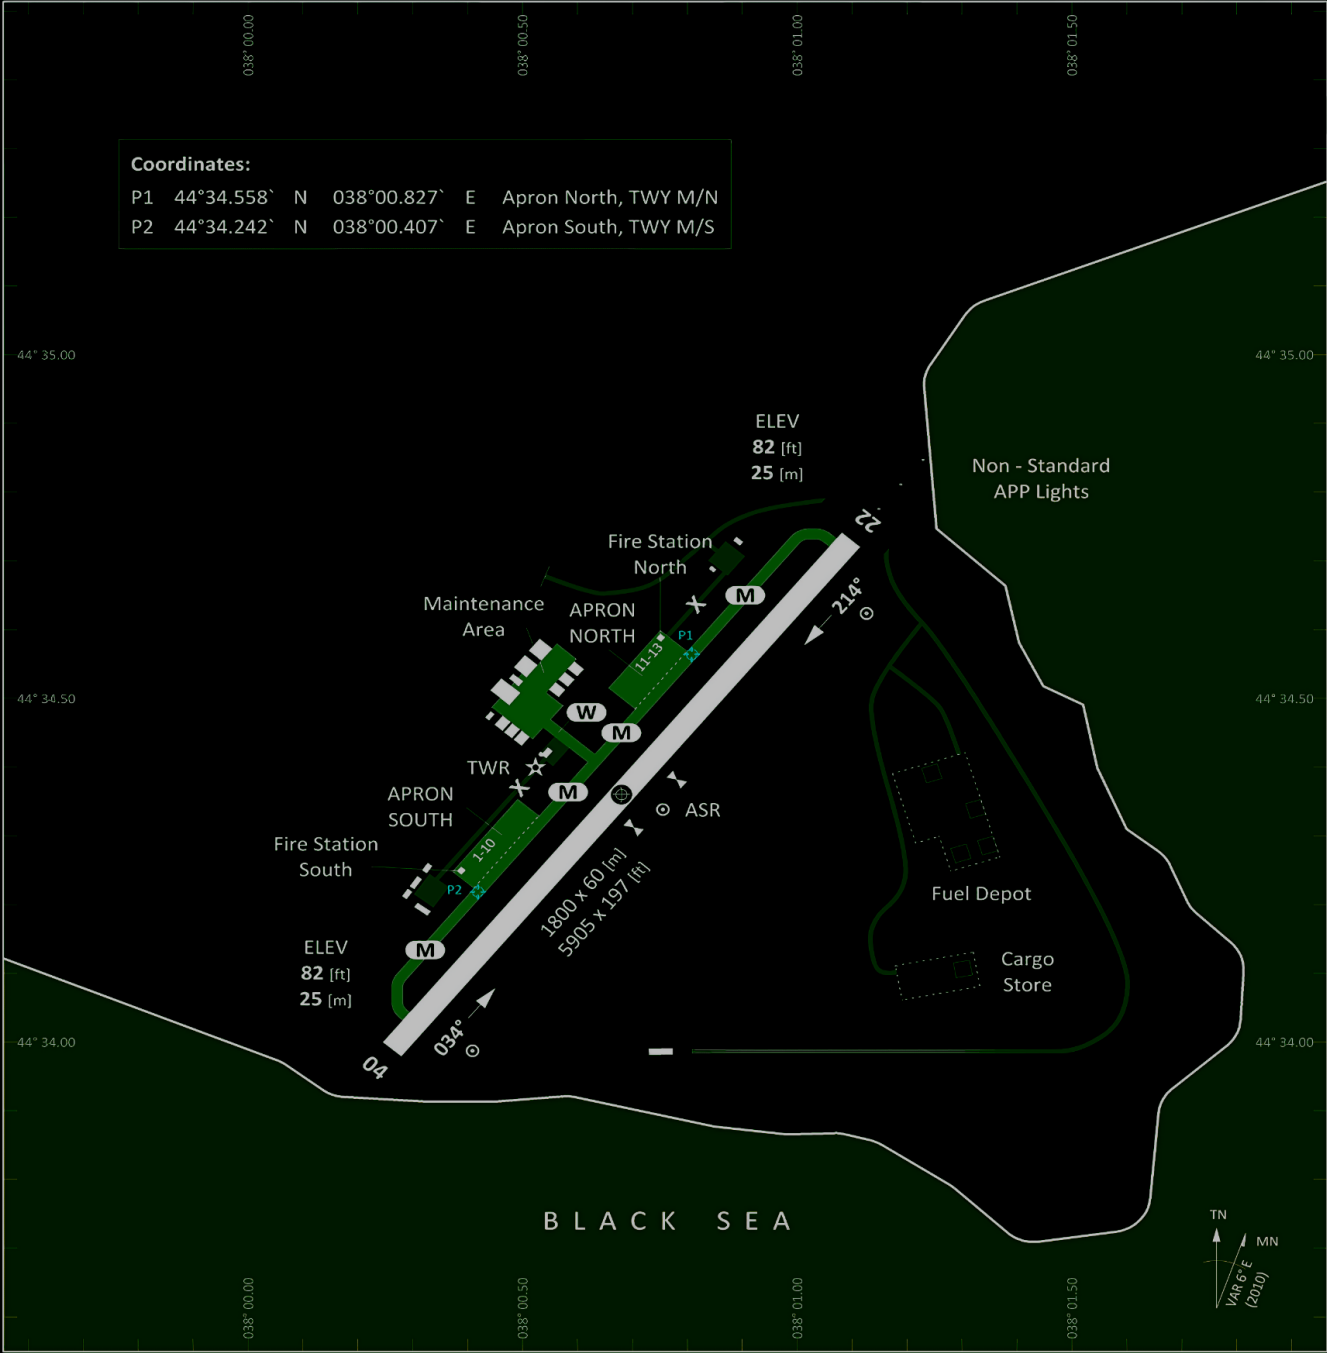 038° 00.00
038° 00.50
038° 01.00
038° 01.50
Coordinates:
P1 44°34.558` N 038°00.827` E Apron North, TWY M/N
P2 44°34.242` N 038°00.407` E Apron South, TWY M/S
44° 35.00
44° 35.00
ELEV
82 [ft]
25 [m]
Non - Standard
APP Lights
22
Fire Station
North
214°
Maintenance
Area
APRON
NORTH
M
P1
11-13
44° 34.50
44° 34.50
W
M
TWR
M
APRON
SOUTH
ASR
Fire Station
South
1-10
P2
1800 x 60 [m]
5905 x 197 [ft]
Fuel Depot
ELEV
82 [ft]
25 [m]
M
Cargo
Store
034°
04
44° 34.00
44° 34.00
BLACK SEA
TN
MN
VAR 6° E
(2010)
038° 00.00
038° 00.50
038° 01.00
038° 01.50